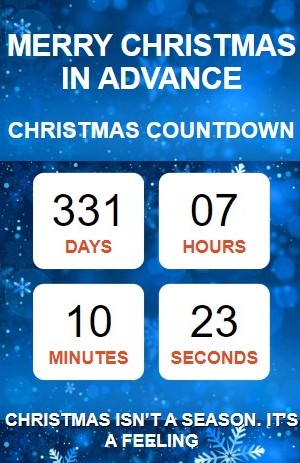 MERRY CHRISTMAS
IN ADVANCE
CHRISTMAS COUNTDOWN
331 07
DAYS HOURS
10 23
MINUTES SECONDS
CHRISTMAS ISN'T A SEASON. IT'S
A FEELING